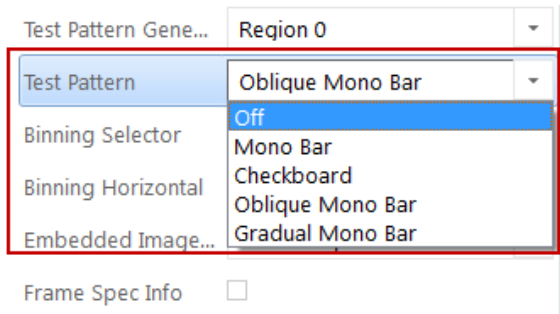 Test Pattern Gene... Region 0
Test Pattern Oblique Mono Bar
Off
Binning Selector Mono Bar
Checkboard
Binning Horizontal Oblique Mono Bar
Embedded Image... Gradual Mono Bar
Frame Spec Info